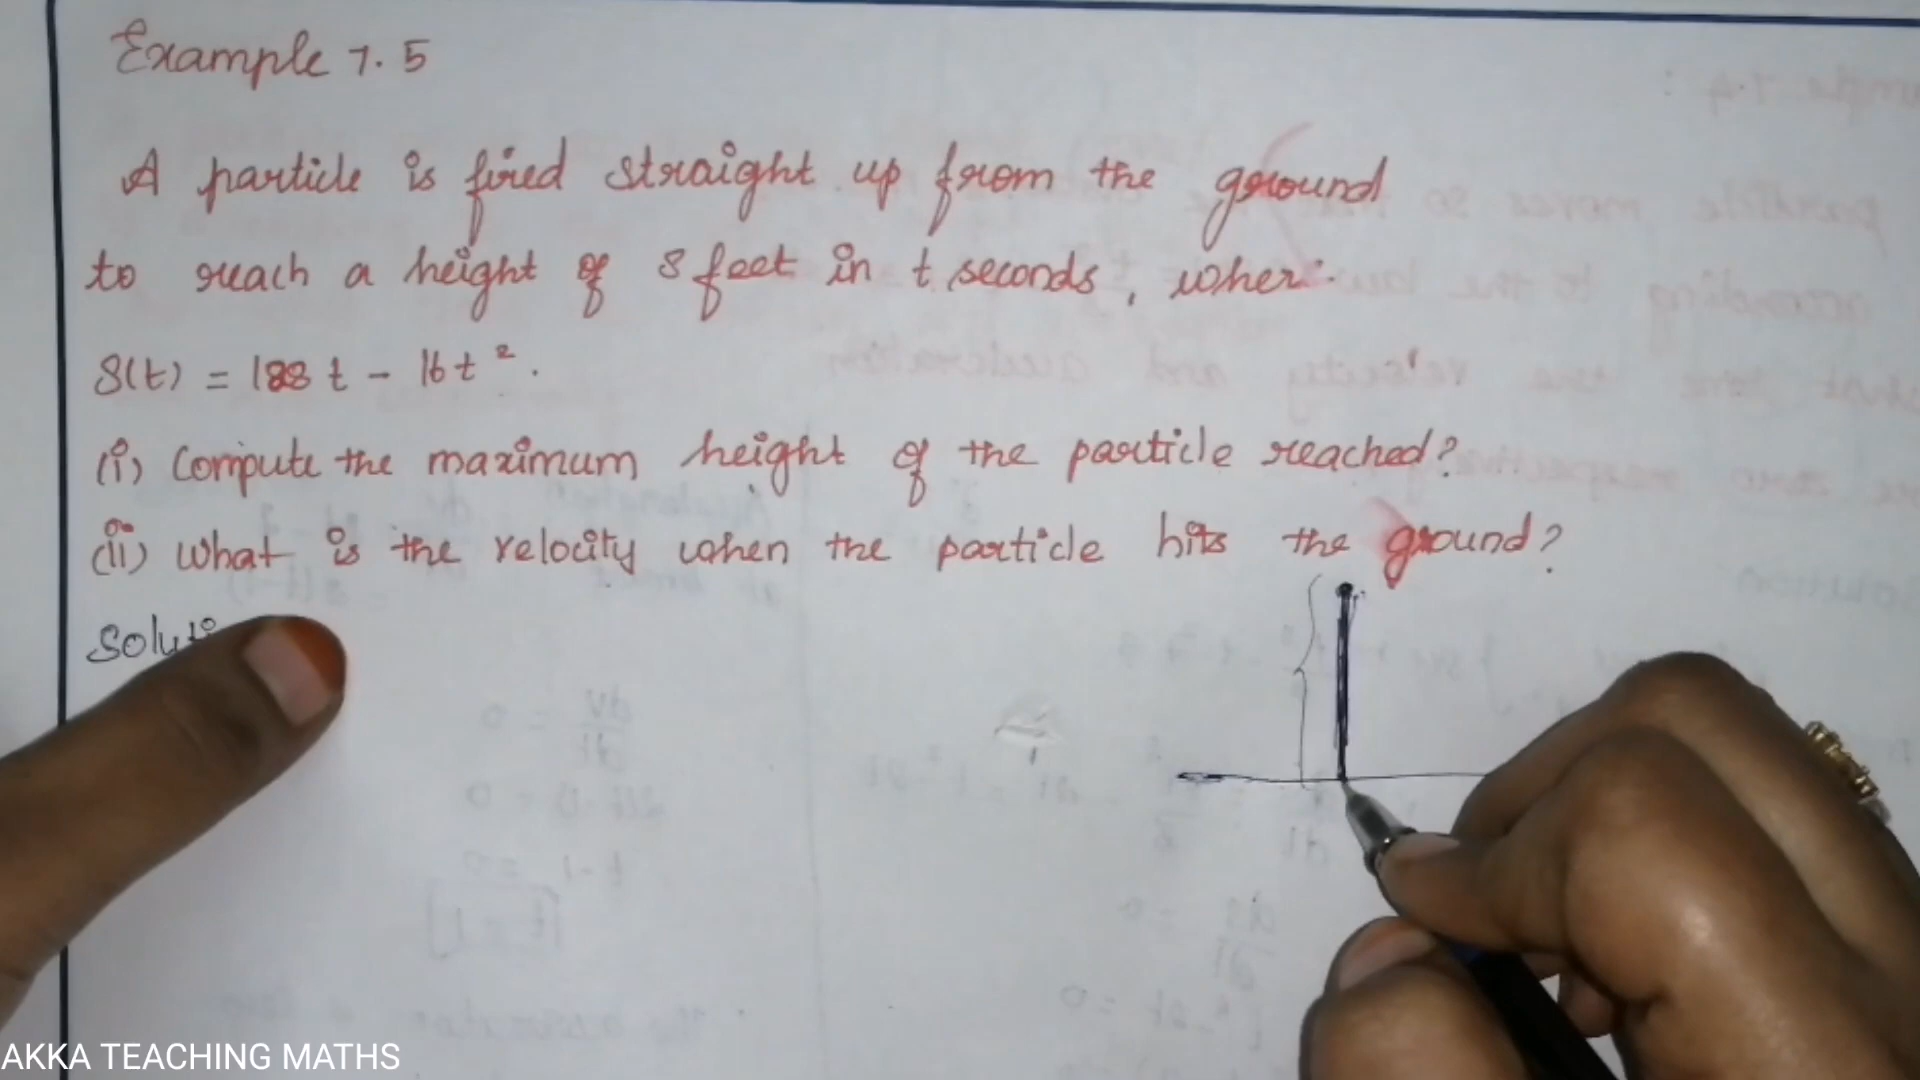 Example 7.5
A particle is fired straight up from the ground
to reach a height of s feet in t seconds, wher
S(t) = 128 t - 16t².
(i) Compute the maximum height of the particle reached?
(ii) What is the velocity when the particle hits the ground?
Soluti
AKKA TEACHING MATHS